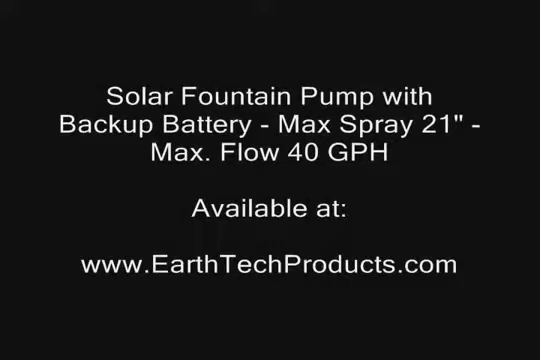 Solar Fountain Pump with
Backup Battery - Max Spray 21" -
Max. Flow 40 GPH
Available at:
www.EarthTechProducts.com